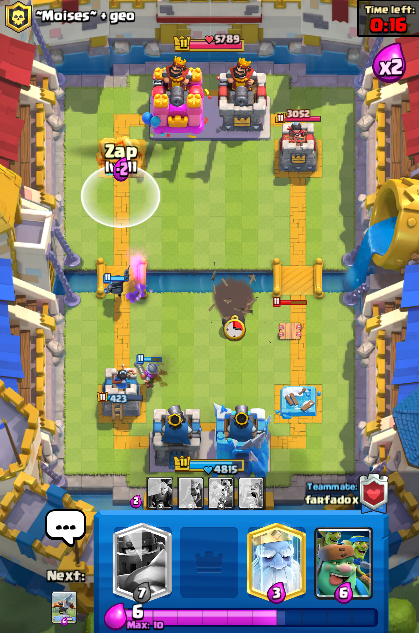 ~Moises~ + geo
Time left:
0:16
5789
x2
3052
Zap
-2
423
4815
Teammate:
farfadox
2
...
Next:
7
3
6
6
Max: 10